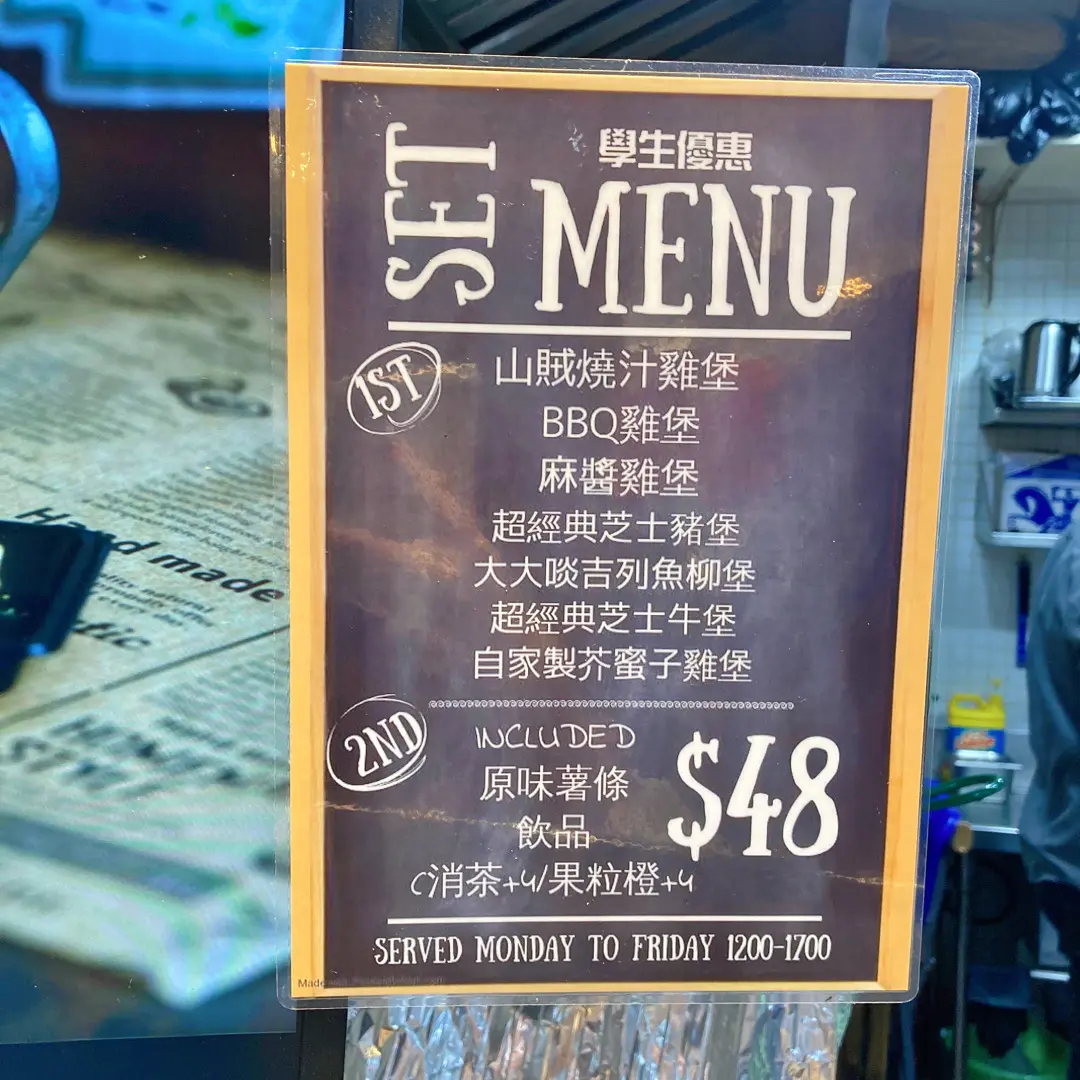 學生優惠
SET MENU
1ST
山賊燒汁雞堡
BBQ雞堡
麻醬雞堡
超經典芝士豬堡
大大啖吉列魚柳堡
超經典芝士牛堡
自家製芥蜜子雞堡
2ND
INCLUDED
原味薯條
飲品
$48
(消茶+4/果粒橙+4
SERVED MONDAY TO FRIDAY 1200-1700
Hand made